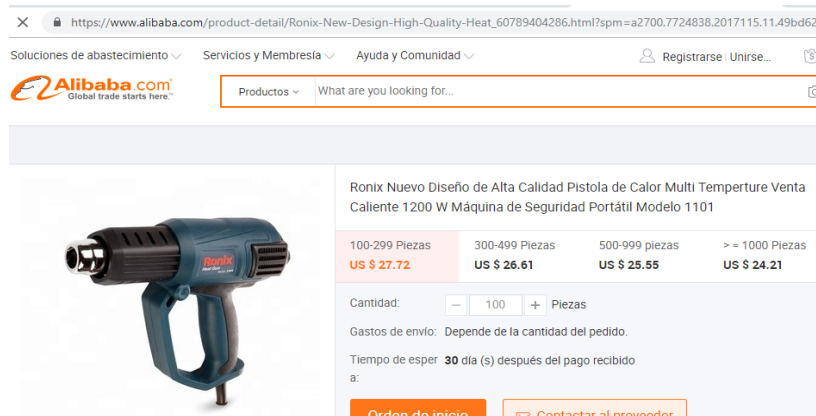 https://www.alibaba.com/product-detail/Ronix-New-Design-High-Quality-Heat_60789404286.html?spm=a2700.7724838.2017115.11.49bd62
Soluciones de abastecimiento Servicios y Membresía Ayuda y Comunidad Registrarse | Unirse...
Alibaba.com
Global trade starts here.™
Productos What are you looking for...
Ronix Nuevo Diseño de Alta Calidad Pistola de Calor Multi Temperture Venta
Caliente 1200 W Máquina de Seguridad Portátil Modelo 1101
100-299 Piezas 300-499 Piezas 500-999 piezas > = 1000 Piezas
US $ 27.72 US $ 26.61 US $ 25.55 US $ 24.21
Cantidad: − 100 + Piezas
Gastos de envío: Depende de la cantidad del pedido.
Tiempo de esper 30 día (s) después del pago recibido
a:
Orden de inicio Contactar al proveedor
Ronix
Heat Gun